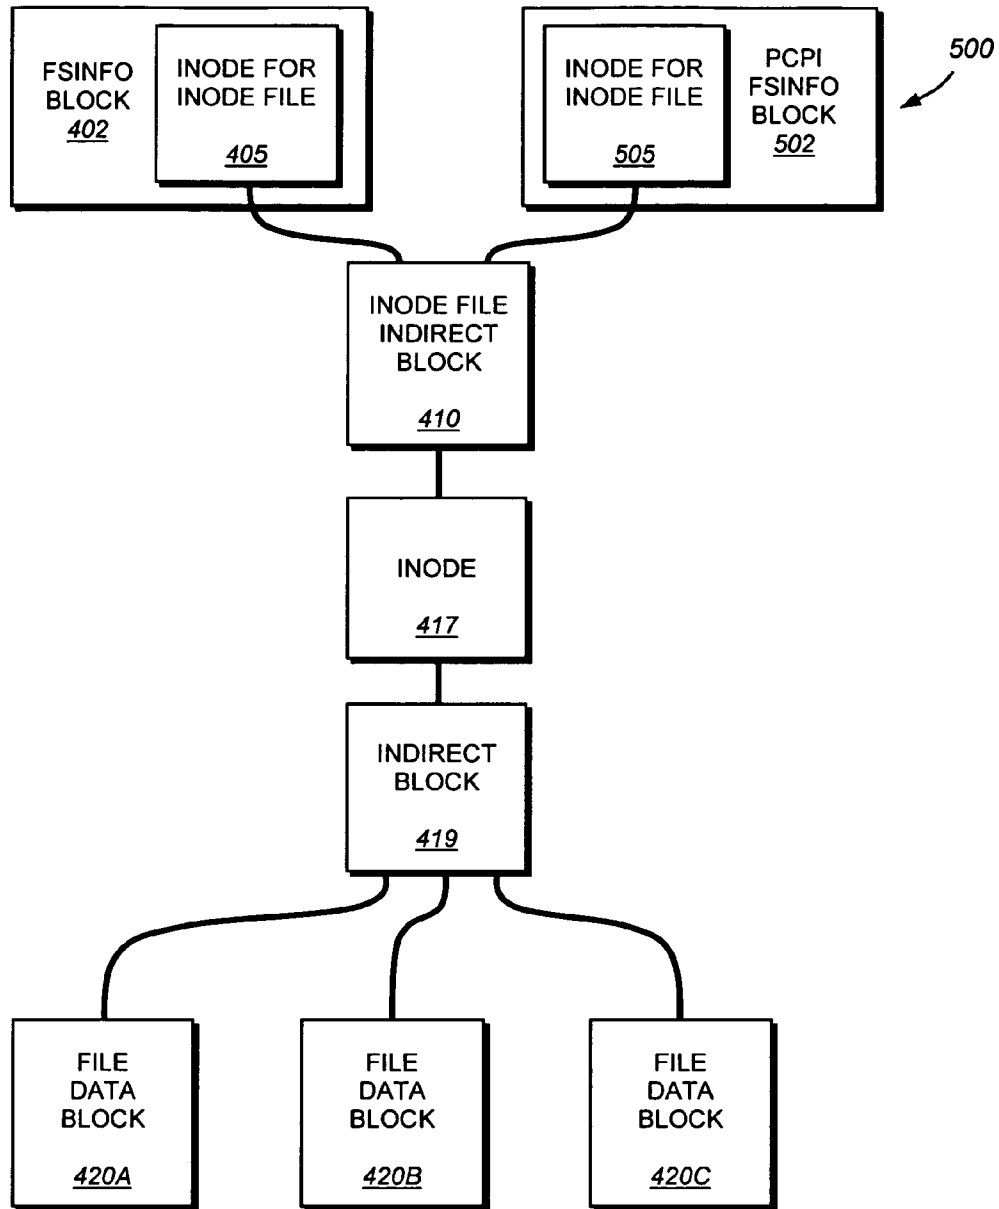 FSINFO
BLOCK
402
INODE FOR
INODE FILE
405
INODE FOR
INODE FILE
505
PCPI
FSINFO
BLOCK
502
500
INODE FILE
INDIRECT
BLOCK
410
INODE
417
INDIRECT
BLOCK
419
FILE
DATA
BLOCK
420A
FILE
DATA
BLOCK
420B
FILE
DATA
BLOCK
420C